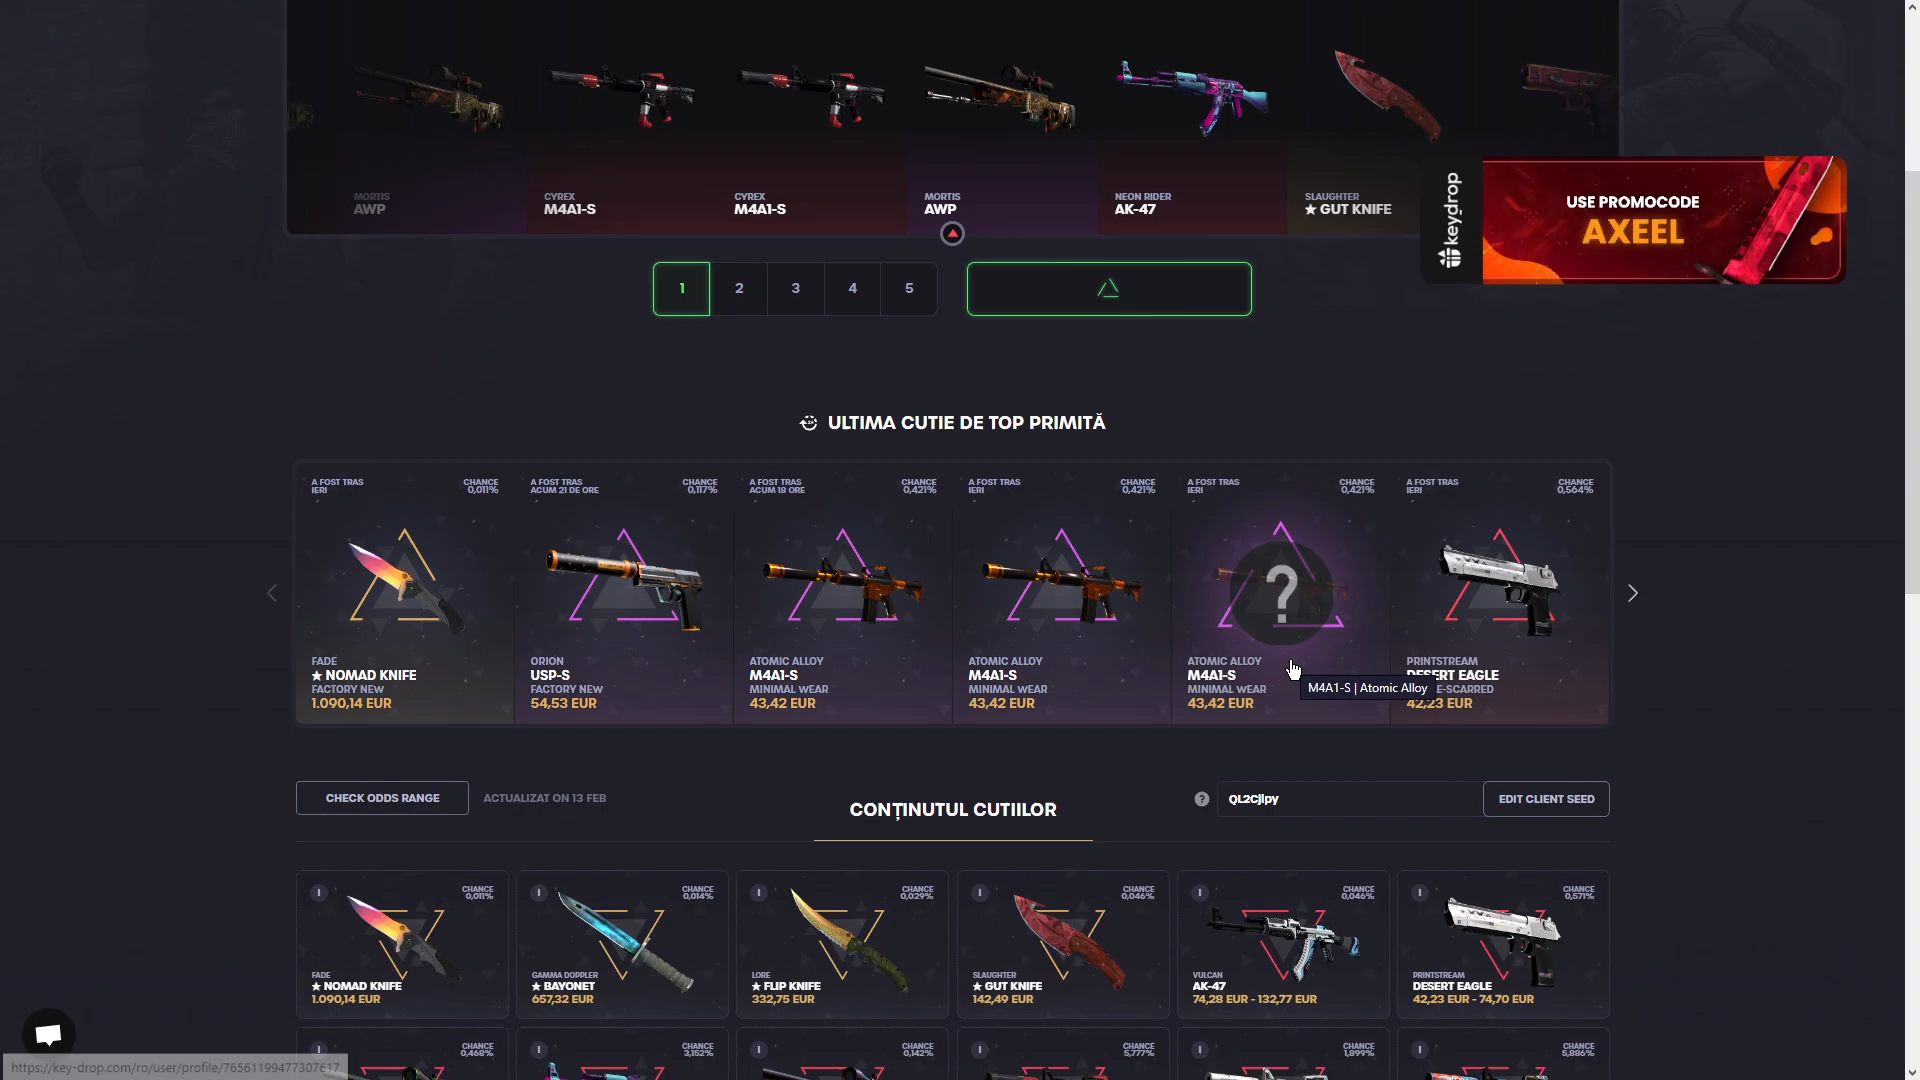 MORTIS
AWP
CYREX
M4A1-S
CYREX
M4A1-S
MORTIS
AWP
NEON RIDER
AK-47
SLAUGHTER
★ GUT KNIFE
keydrop
USE PROMOCODE
AXEEL
1 2 3 4 5
ULTIMA CUTIE DE TOP PRIMITĂ
A FOST TRAS
IERI
CHANCE
0,011%
FADE
★ NOMAD KNIFE
FACTORY NEW
1.090,14 EUR
A FOST TRAS
ACUM 21 DE ORE
CHANCE
0,117%
ORION
USP-S
FACTORY NEW
54,53 EUR
A FOST TRAS
ACUM 18 ORE
CHANCE
0,421%
ATOMIC ALLOY
M4A1-S
MINIMAL WEAR
43,42 EUR
A FOST TRAS
IERI
CHANCE
0,421%
ATOMIC ALLOY
M4A1-S
MINIMAL WEAR
43,42 EUR
A FOST TRAS
IERI
CHANCE
0,421%
?
ATOMIC ALLOY
M4A1-S
MINIMAL WEAR
43,42 EUR
M4A1-S | Atomic Alloy
A FOST TRAS
IERI
CHANCE
0,564%
PRINTSTREAM
DESERT EAGLE
E-SCARRED
42,23 EUR
CHECK ODDS RANGE
ACTUALIZAT ON 13 FEB
CONȚINUTUL CUTIILOR
?
EDIT CLIENT SEED
CHANCE
0,011%
FADE
★ NOMAD KNIFE
1.090,14 EUR
CHANCE
0,014%
GAMMA DOPPLER
★ BAYONET
657,32 EUR
CHANCE
0,029%
LORE
★ FLIP KNIFE
332,75 EUR
CHANCE
0,046%
SLAUGHTER
★ GUT KNIFE
142,49 EUR
CHANCE
0,046%
VULCAN
AK-47
74,28 EUR - 132,77 EUR
CHANCE
0,571%
PRINTSTREAM
DESERT EAGLE
42,23 EUR - 74,70 EUR
CHANCE
0,468%
CHANCE
3,152%
CHANCE
0,142%
CHANCE
5,777%
CHANCE
1,899%
CHANCE
5,886%
https://key-drop.com/ro/user/profile/76561199477307617